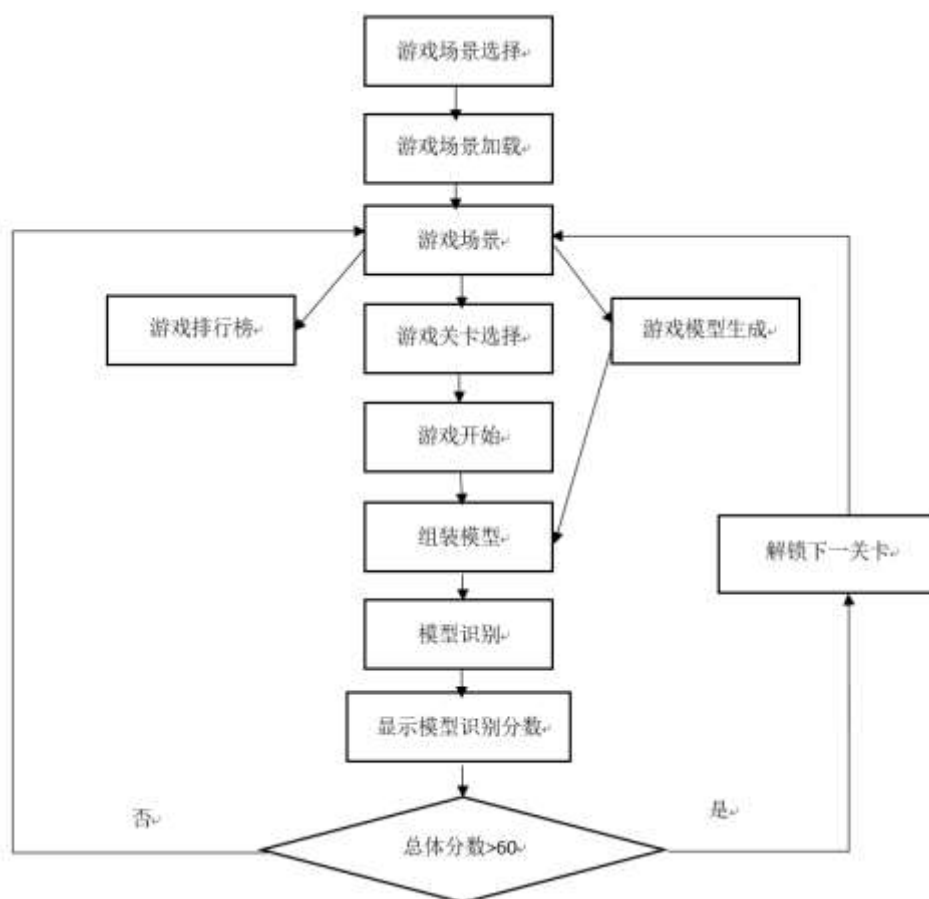 游戏场景选择
游戏场景加载
游戏场景
游戏排行榜
游戏关卡选择
游戏模型生成
游戏开始
组装模型
解锁下一关卡
模型识别
显示模型识别分数
否
是
总体分数>60